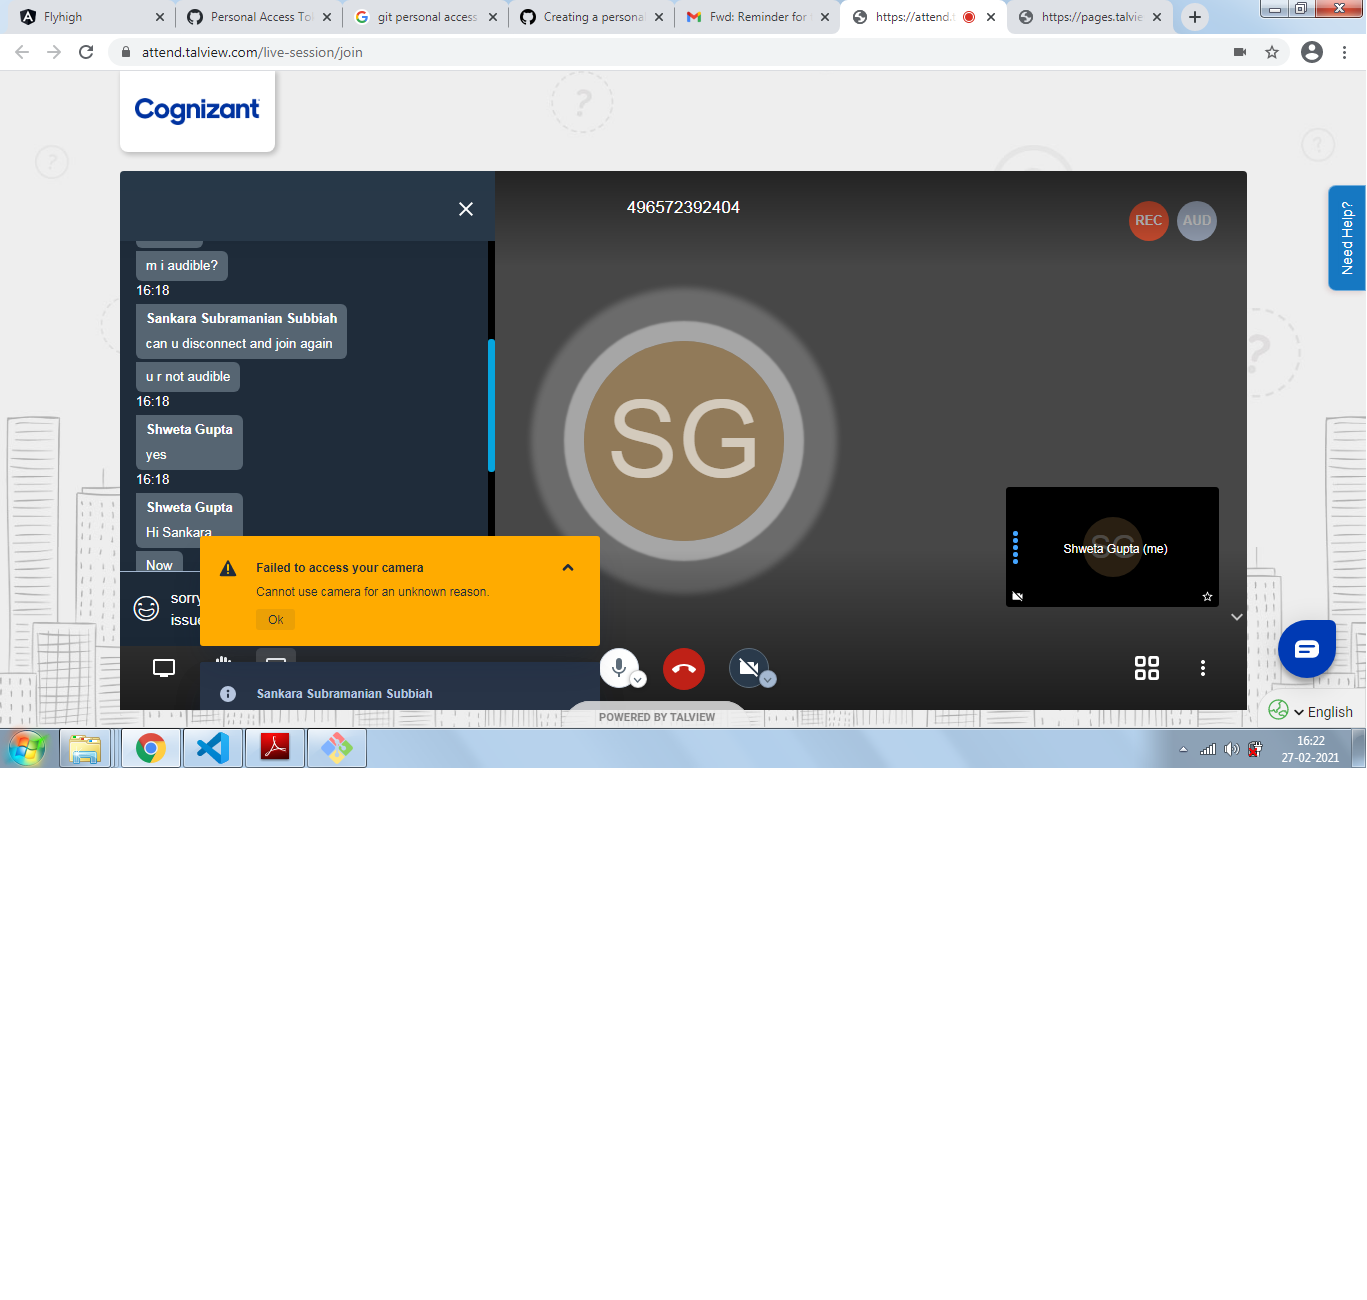 Flyhigh
Personal Access To
git personal access
Creating a persona
Fwd: Reminder for
https://attend.t
https://pages.talvie
attend.talview.com/live-session/join
Cognizant
496572392404
REC
AUD
Need Help?
m i audible?
16:18
Sankara Subramanian Subbiah
can u disconnect and join again
u r not audible
16:18
Shweta Gupta
yes
16:18
Shweta Gupta
Hi Sankara
Now
sorry
issue
Failed to access your camera
Cannot use camera for an unknown reason.
Ok
Sankara Subramanian Subbiah
SG
SG
Shweta Gupta (me)
POWERED BY TALVIEW
English
16:22
27-02-2021